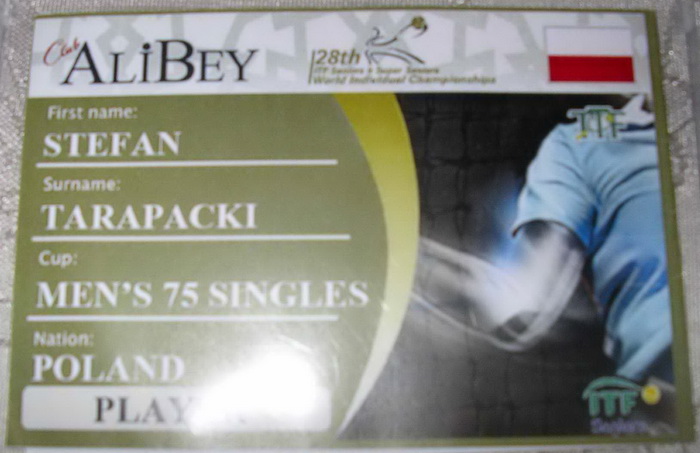 Club ALiBEY
28th
ITF Seniors & Super Seniors
World Individual Championships
First name:
STEFAN
Surname:
TARAPACKI
Cup:
MEN'S 75 SINGLES
Nation:
POLAND
ITF
ITF